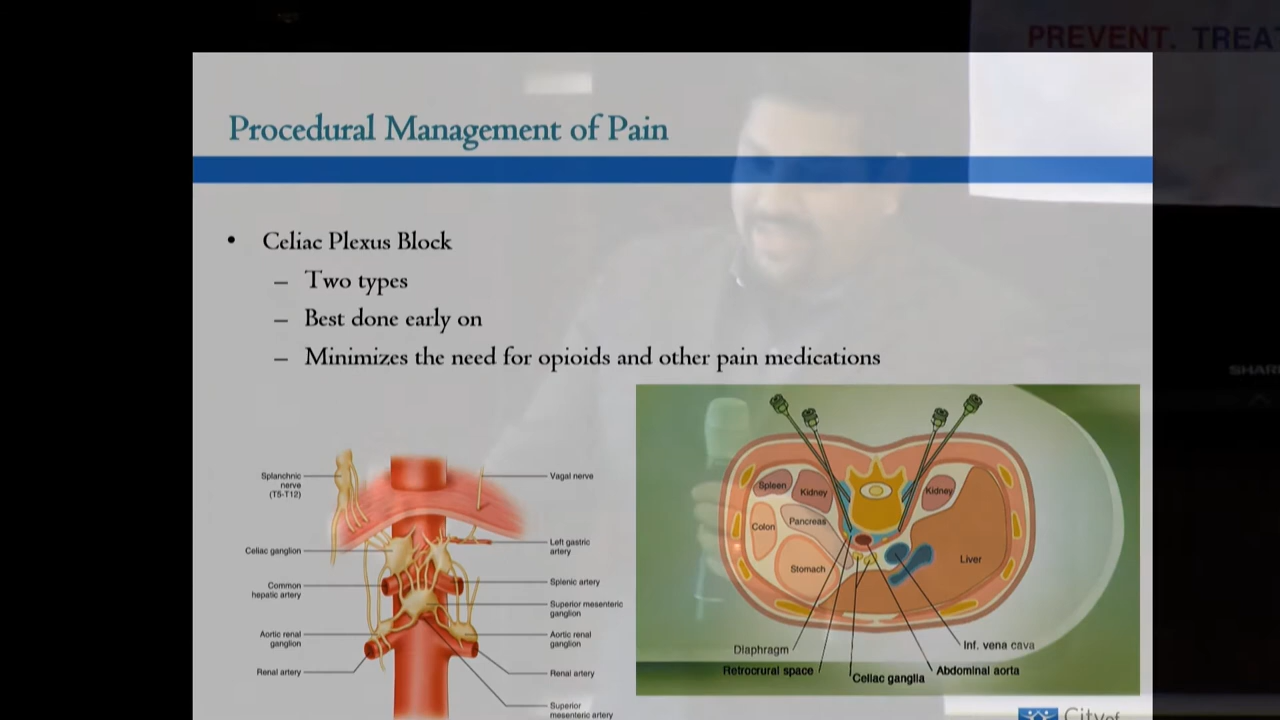 PREVENT. TREA
Procedural Management of Pain
• Celiac Plexus Block
– Two types
– Best done early on
– Minimizes the need for opioids and other pain medications
SHAR
Splanchnic
nerve
(T5-T12)
Celiac ganglion
Common
hepatic artery
Aortic renal
ganglion
Renal artery
Vagal nerve
Left gastric
artery
Splenic artery
Superior mesenteric
ganglion
Aortic renal
ganglion
Renal artery
Superior
mesenteric artery
Spleen
Kidney
Kidney
Colon
Pancreas
Stomach
Liver
Diaphragm
Retrocrural space
Celiac ganglia
Abdominal aorta
Inf. vena cava
City of